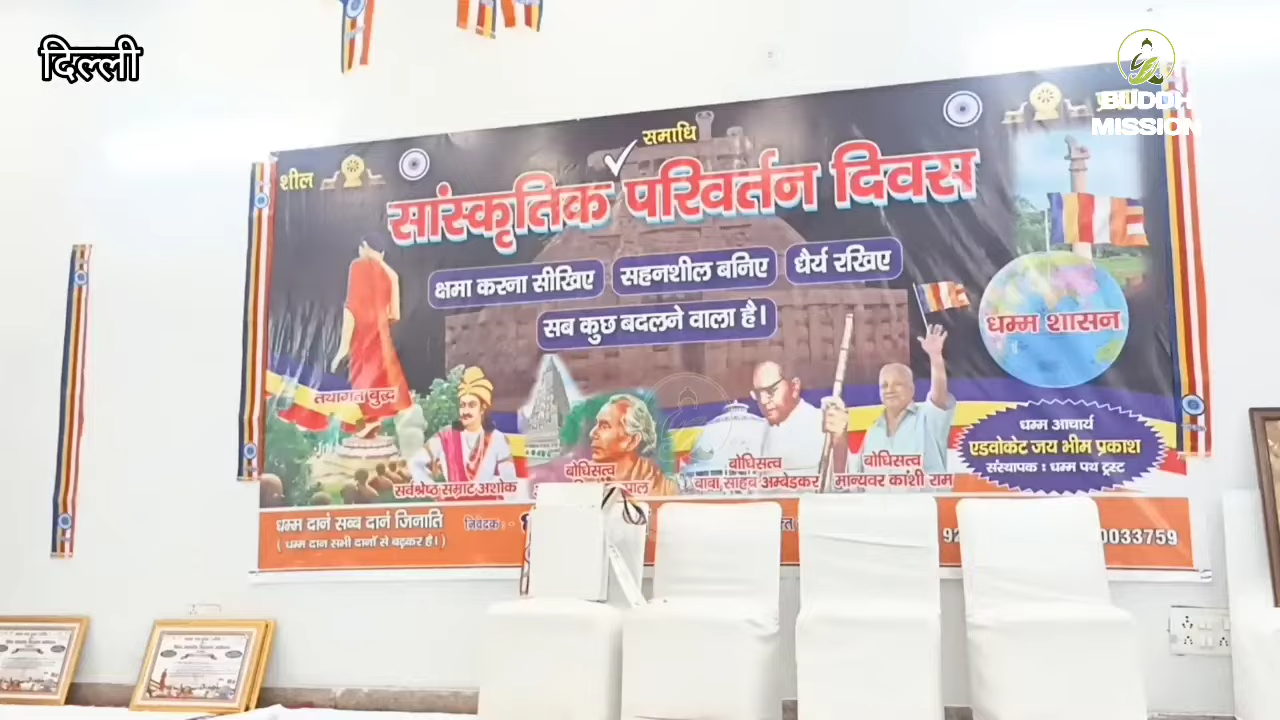 दिल्ली
BUDDH
MISSION
समाधि
शील
सांस्कृतिक परिवर्तन दिवस
क्षमा करना सीखिए
सहनशील बनिए
धैर्य रखिए
सब कुछ बदलने वाला है।
धम्म शासन
तथागत बुद्ध
धम्म आचार्य
एडवोकेट जय भीम प्रकाश
संस्थापक : धम्म पथ ट्रस्ट
सर्वश्रेष्ठ सम्राट अशोक
बोधिसत्व
बोधिसत्व
बाबा साहब अम्बेडकर
बोधिसत्व
मान्यवर कांशी राम
धम्म दानं सब्ब दानं जिनाति
( धम्म दान सभी दानों से बढ़कर है। )
निवेदक :-
0033759